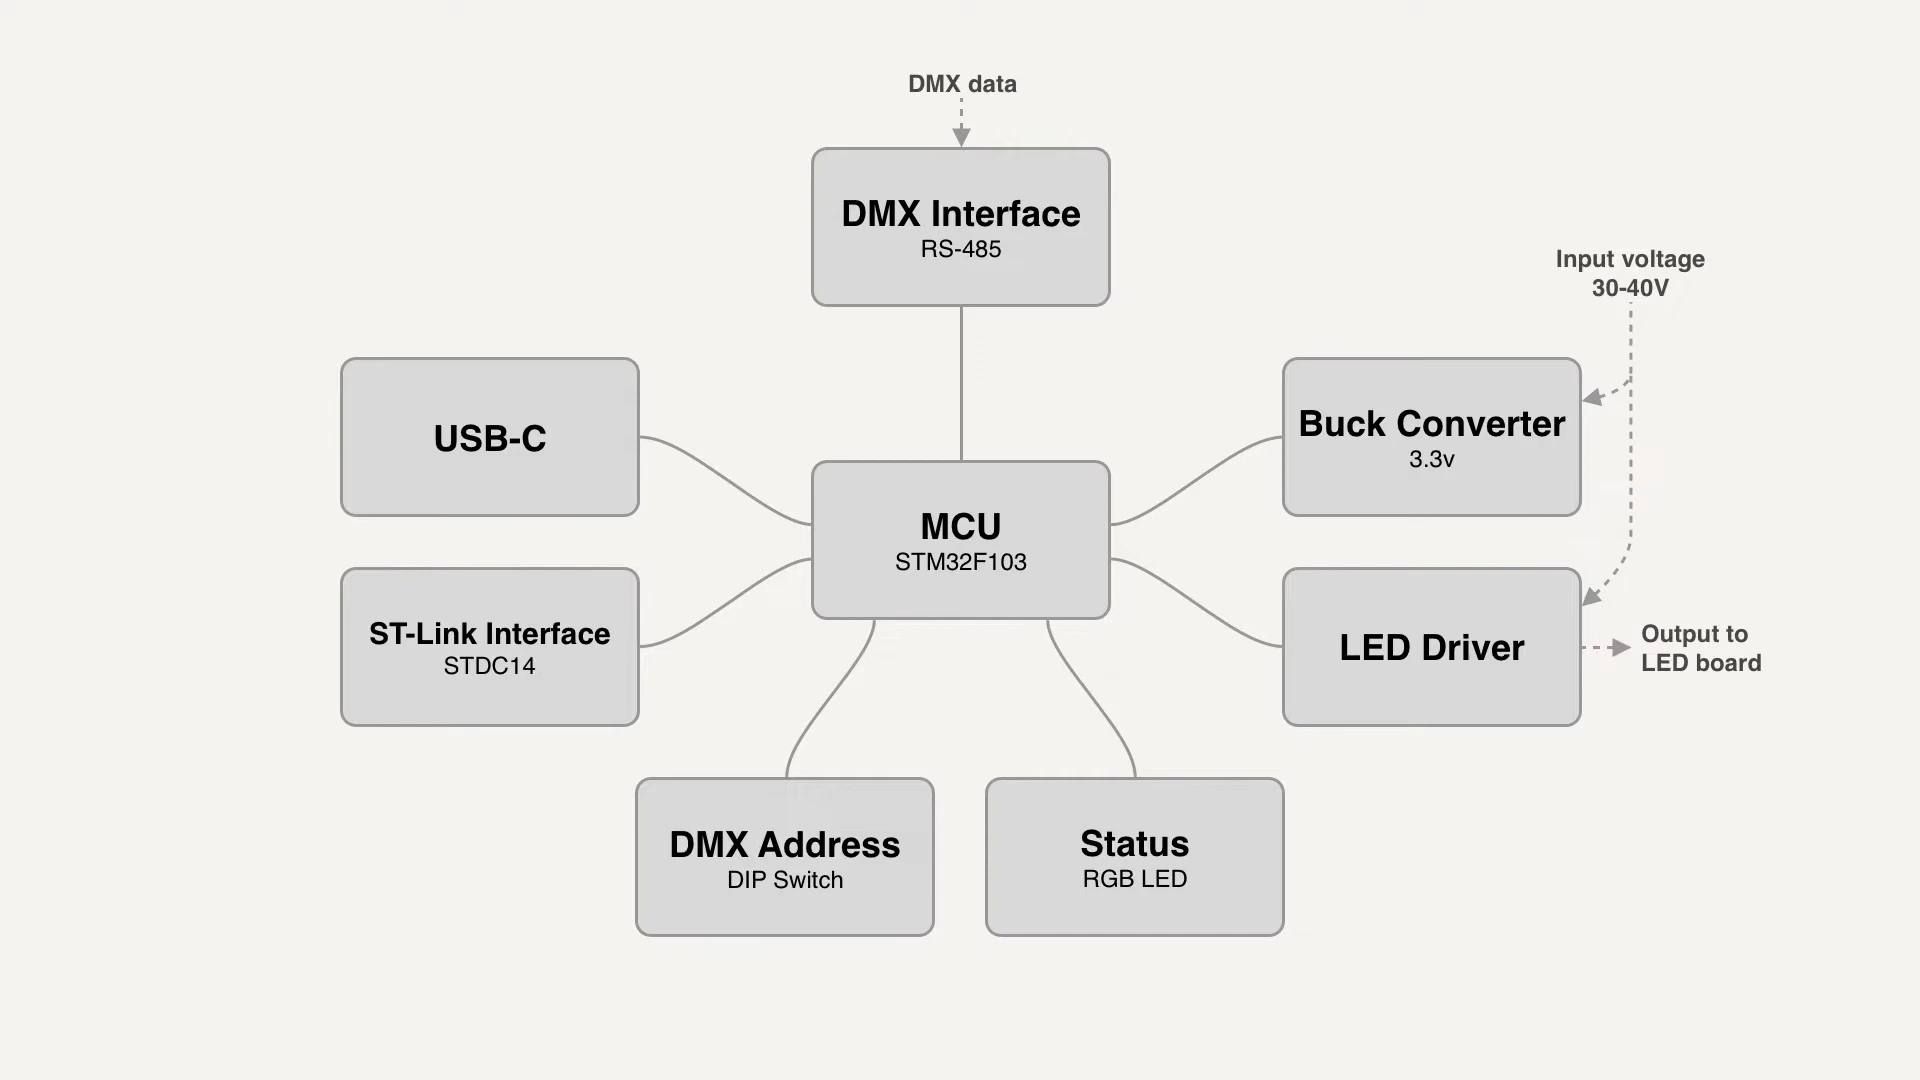 DMX data
DMX Interface
RS-485
Input voltage
30-40V
USB-C
Buck Converter
3.3v
MCU
STM32F103
ST-Link Interface
STDC14
LED Driver
Output to
LED board
DMX Address
DIP Switch
Status
RGB LED